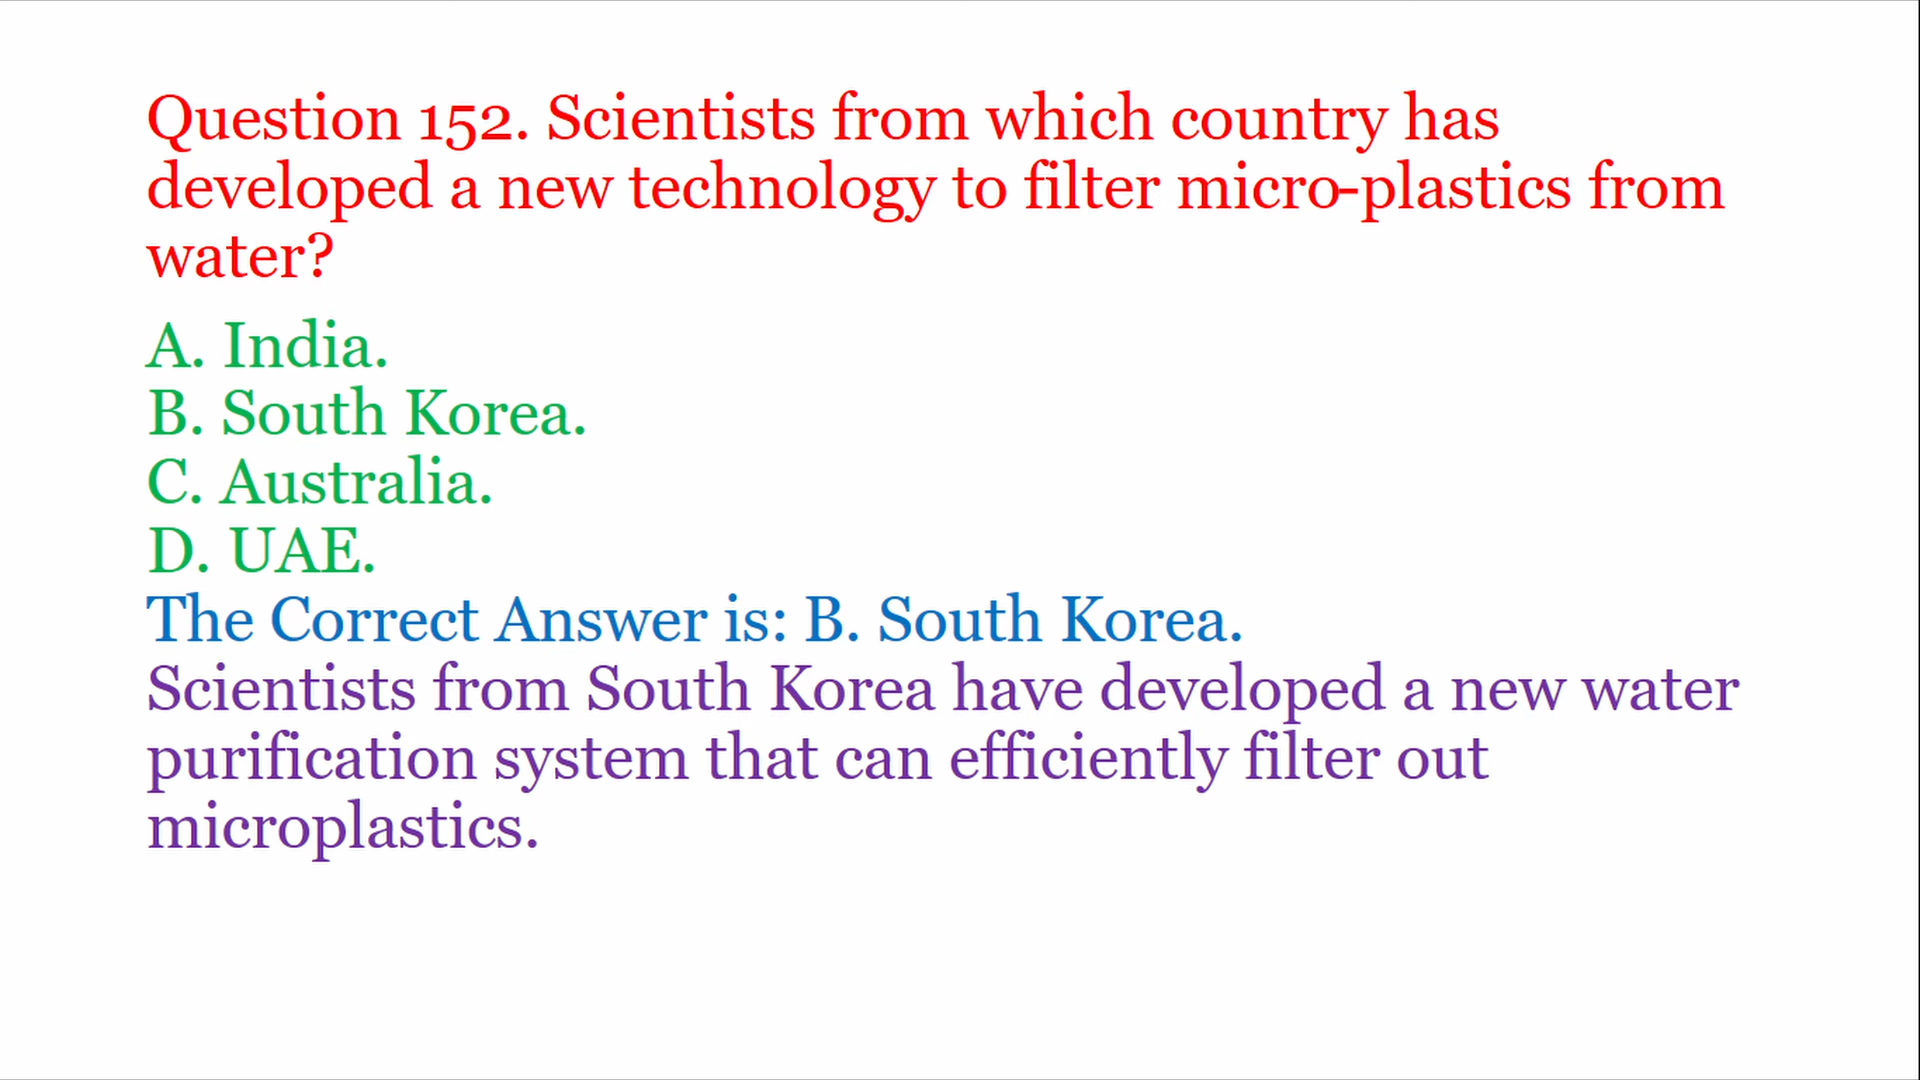 Question 152. Scientists from which country has
developed a new technology to filter micro-plastics from
water?
A. India.
B. South Korea.
C. Australia.
D. UAE.
The Correct Answer is: B. South Korea.
Scientists from South Korea have developed a new water
purification system that can efficiently filter out
microplastics.